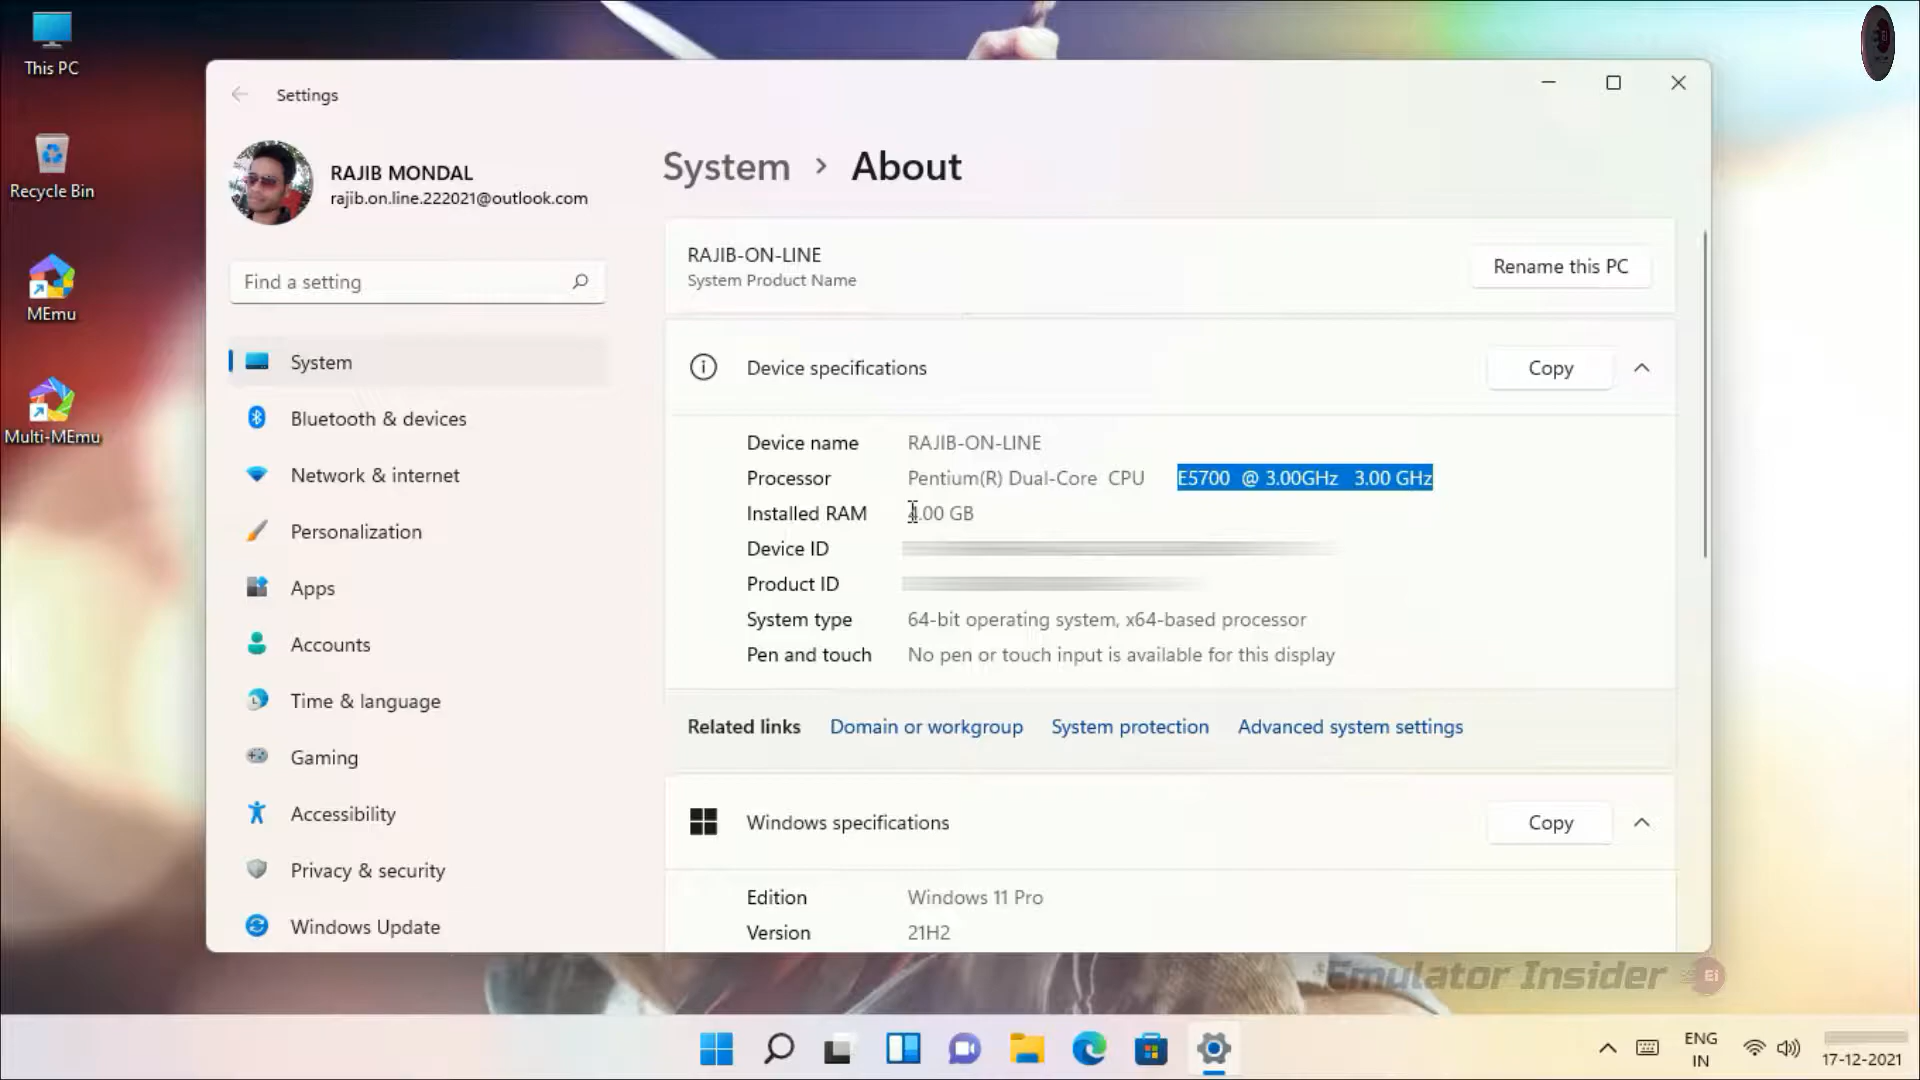 This PC
Recycle Bin
MEmu
Multi-MEmu
Settings
RAJIB MONDAL
rajib.on.line.222021@outlook.com
Find a setting
System
Bluetooth & devices
Network & internet
Personalization
Apps
Accounts
Time & language
Gaming
Accessibility
Privacy & security
Windows Update
System > About
RAJIB-ON-LINE
System Product Name
Rename this PC
Device specifications
Copy
Device name RAJIB-ON-LINE
Processor Pentium(R) Dual-Core CPU E5700 @ 3.00GHz 3.00 GHz
Installed RAM 4.00 GB
Device ID
Product ID
System type 64-bit operating system, x64-based processor
Pen and touch No pen or touch input is available for this display
Related links Domain or workgroup System protection Advanced system settings
Windows specifications
Copy
Edition Windows 11 Pro
Version 21H2
Emulator Insider Ei
ENG
IN
17-12-2021